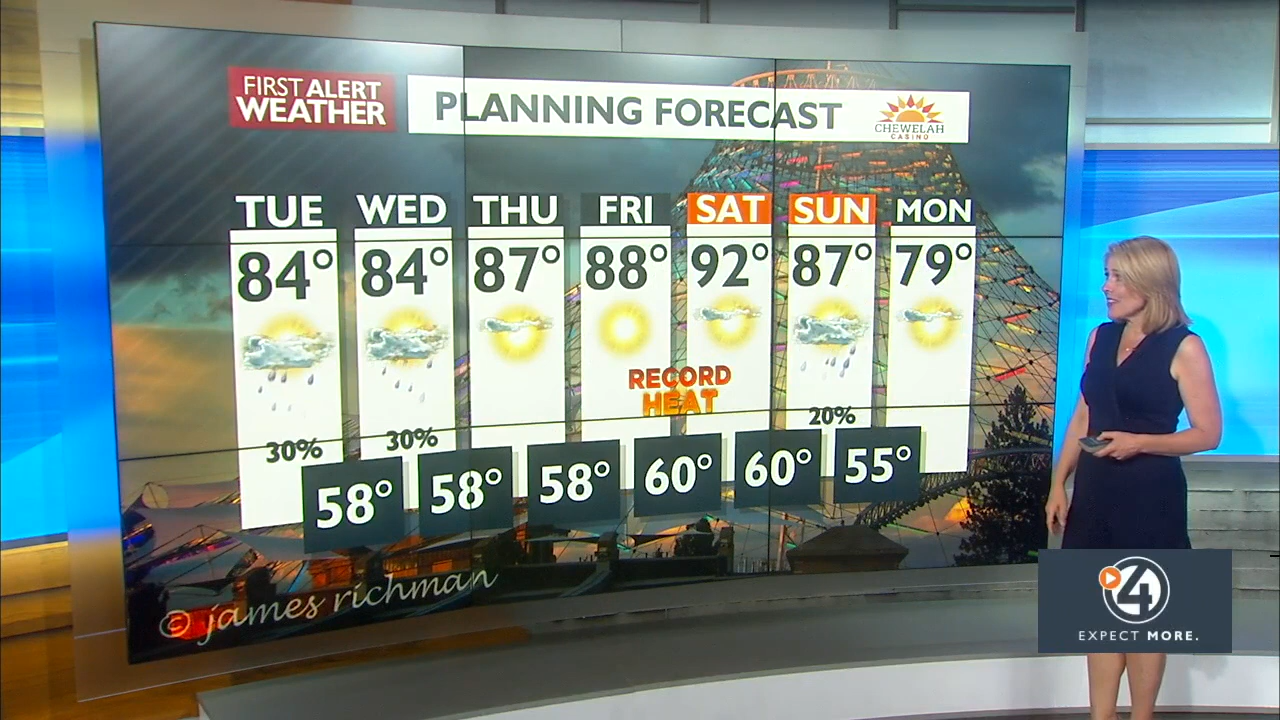 FIRST ALERT
WEATHER
PLANNING FORECAST
CHEWELAH
CASINO
TUE WED THU FRI SAT SUN MON
84° 84° 87° 88° 92° 87° 79°
RECORD
HEAT
30% 30% 20%
58° 58° 58° 60° 60° 55°
© james richman
4
EXPECT MORE.